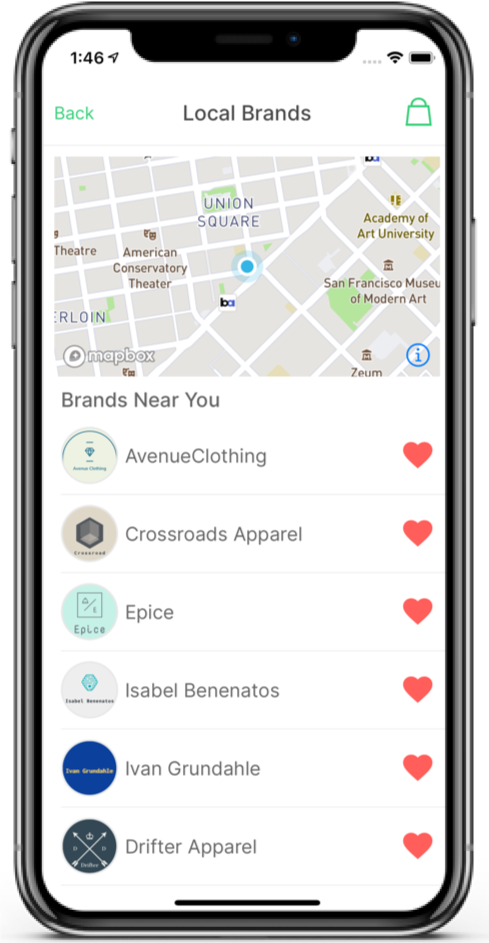 1:46
Back
Local Brands
UNION
SQUARE
Academy of
Art University
Theatre
American
Conservatory
Theater
San Francisco Museu
of Modern Art
ba
ERLOIN
mapbox
Zeum
Brands Near You
Avenue Clothing
AvenueClothing
Crossroad
Crossroads Apparel
Epice
Epice
Isabel Benenatos
Isabel Benenatos
Ivan Grundahle
Ivan Grundahle
D D
Drifter
Drifter Apparel